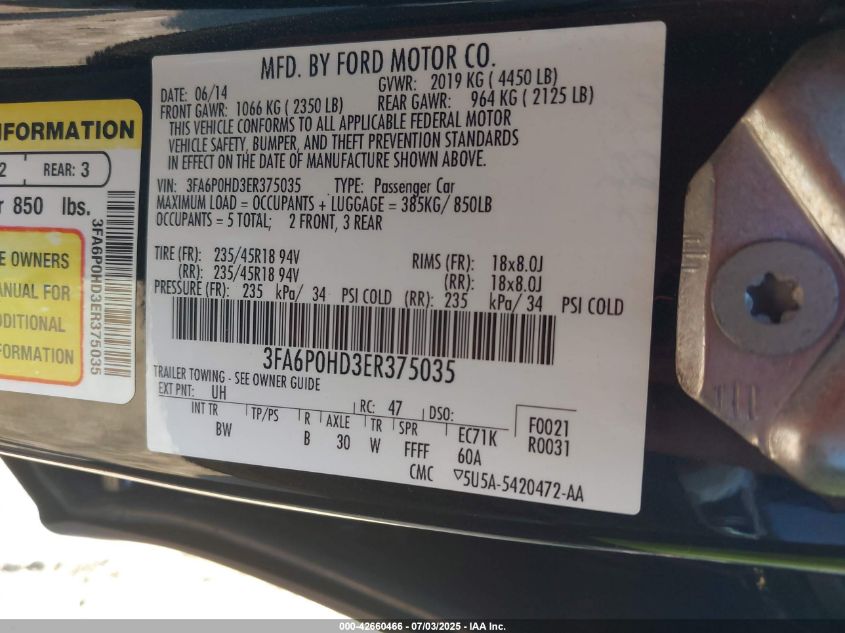 MFD. BY FORD MOTOR CO.
DATE: 06/14
GVWR: 2019 KG ( 4450 LB)
FRONT GAWR: 1066 KG ( 2350 LB)
REAR GAWR: 964 KG ( 2125 LB)
THIS VEHICLE CONFORMS TO ALL APPLICABLE FEDERAL MOTOR
VEHICLE SAFETY, BUMPER, AND THEFT PREVENTION STANDARDS
IN EFFECT ON THE DATE OF MANUFACTURE SHOWN ABOVE.
VIN: 3FA6P0HD3ER375035 TYPE: Passenger Car
MAXIMUM LOAD = OCCUPANTS + LUGGAGE = 385KG/ 850LB
OCCUPANTS = 5 TOTAL; 2 FRONT, 3 REAR
TIRE (FR): 235/45R18 94V RIMS (FR): 18x8.0J
(RR): 235/45R18 94V (RR): 18x8.0J
PRESSURE (FR): 235 kPa/ 34 PSI COLD (RR): 235 kPa/ 34 PSI COLD
3FA6P0HD3ER375035
TRAILER TOWING - SEE OWNER GUIDE
EXT PNT: UH RC: 47 DSO:
INT TR TP/PS R AXLE TR SPR EC71K F0021
BW B 30 W FFFF 60A R0031
CMC 5U5A-5420472-AA
INFORMATION
2 REAR: 3
850 lbs.
OWNERS
MANUAL FOR
ADDITIONAL
INFORMATION
3FA6P0HD3ER375035
000-42660466 - 07/03/2025 - IAA Inc.